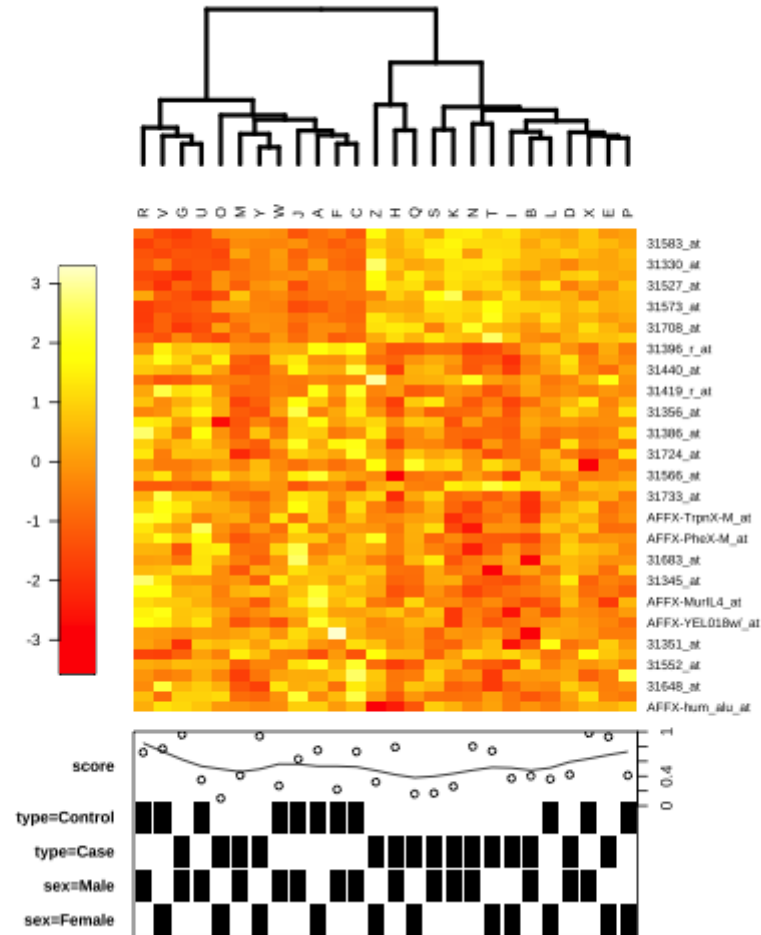 R V G U O M Y W J A F C Z H Q S K N T I B L D X E P
31583_at
31330_at
31527_at
31573_at
31708_at
31396_r_at
31440_at
31419_r_at
31356_at
31386_at
31724_at
31566_at
31733_at
AFFX-TrpnX-M_at
AFFX-PheX-M_at
31683_at
31345_at
AFFX-MurIL4_at
AFFX-YEL018w/_at
31351_at
31552_at
31648_at
AFFX-hum_alu_at
3
2
1
0
-1
-2
-3
score
0
0.4
1
type=Control
type=Case
sex=Male
sex=Female